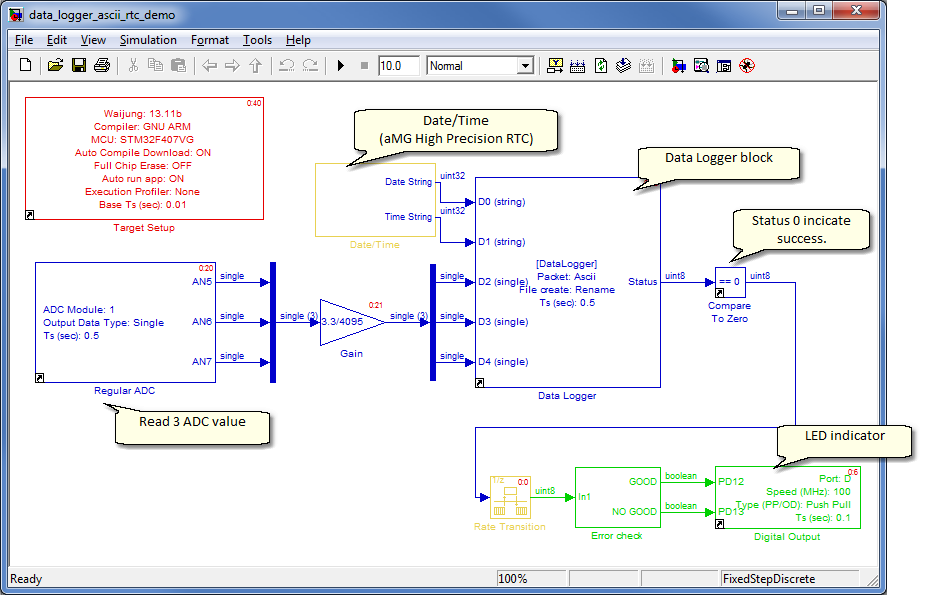 data_logger_ascii_rtc_demo
File Edit View Simulation Format Tools Help
10.0 Normal
0:40
Waijung: 13.11b
Compiler: GNU ARM
MCU: STM32F407VG
Auto Compile Download: ON
Full Chip Erase: OFF
Auto run app: ON
Execution Profiler: None
Base Ts (sec): 0.01
Target Setup
Date/Time
(aMG High Precision RTC)
Date String
uint32
Time String
uint32
Date/Time
Data Logger block
D0 (string)
D1 (string)
single
D2 (single)
single
D3 (single)
single
D4 (single)
[DataLogger]
Packet: Ascii
File create: Rename
Ts (sec): 0.5
Status
uint8
Data Logger
Status 0 incicate
success.
== 0
uint8
Compare
To Zero
0:20
AN5
single
ADC Module: 1
Output Data Type: Single
Ts (sec): 0.5
AN6
single
AN7
single
Regular ADC
Read 3 ADC value
single (3)
0:21
3.3/4095
single (3)
Gain
LED indicator
1/z
0:0
uint8
Rate Transition
In1
GOOD
boolean
NO GOOD
boolean
Error check
0:6
PD12
PD13
Port: D
Speed (MHz): 100
Type (PP/OD): Push Pull
Ts (sec): 0.1
Digital Output
Ready 100% FixedStepDiscrete